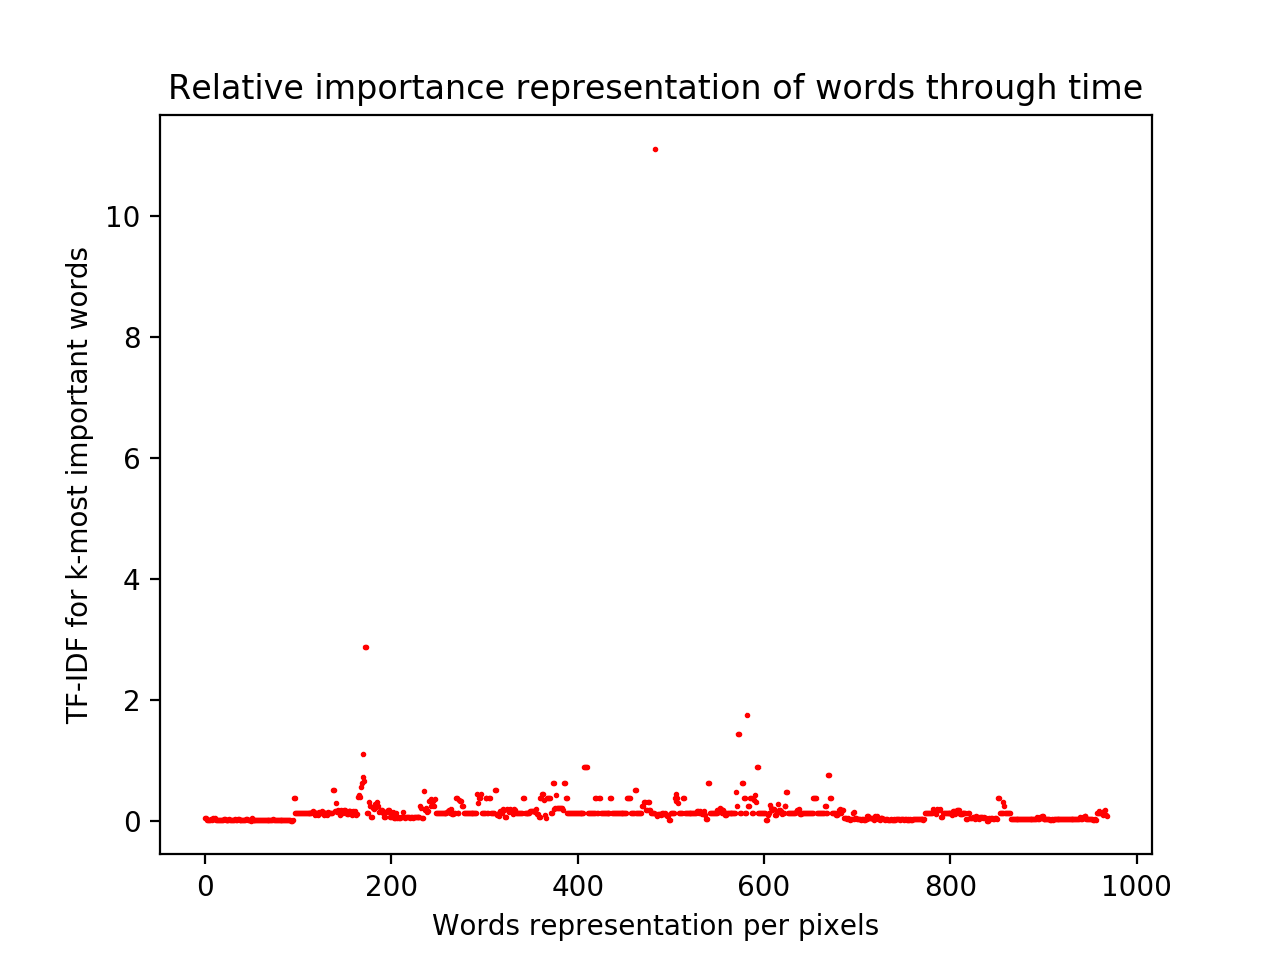 Relative importance representation of words through time
TF-IDF for k-most important words
10
8
6
4
2
0
0 200 400 600 800 1000
Words representation per pixels